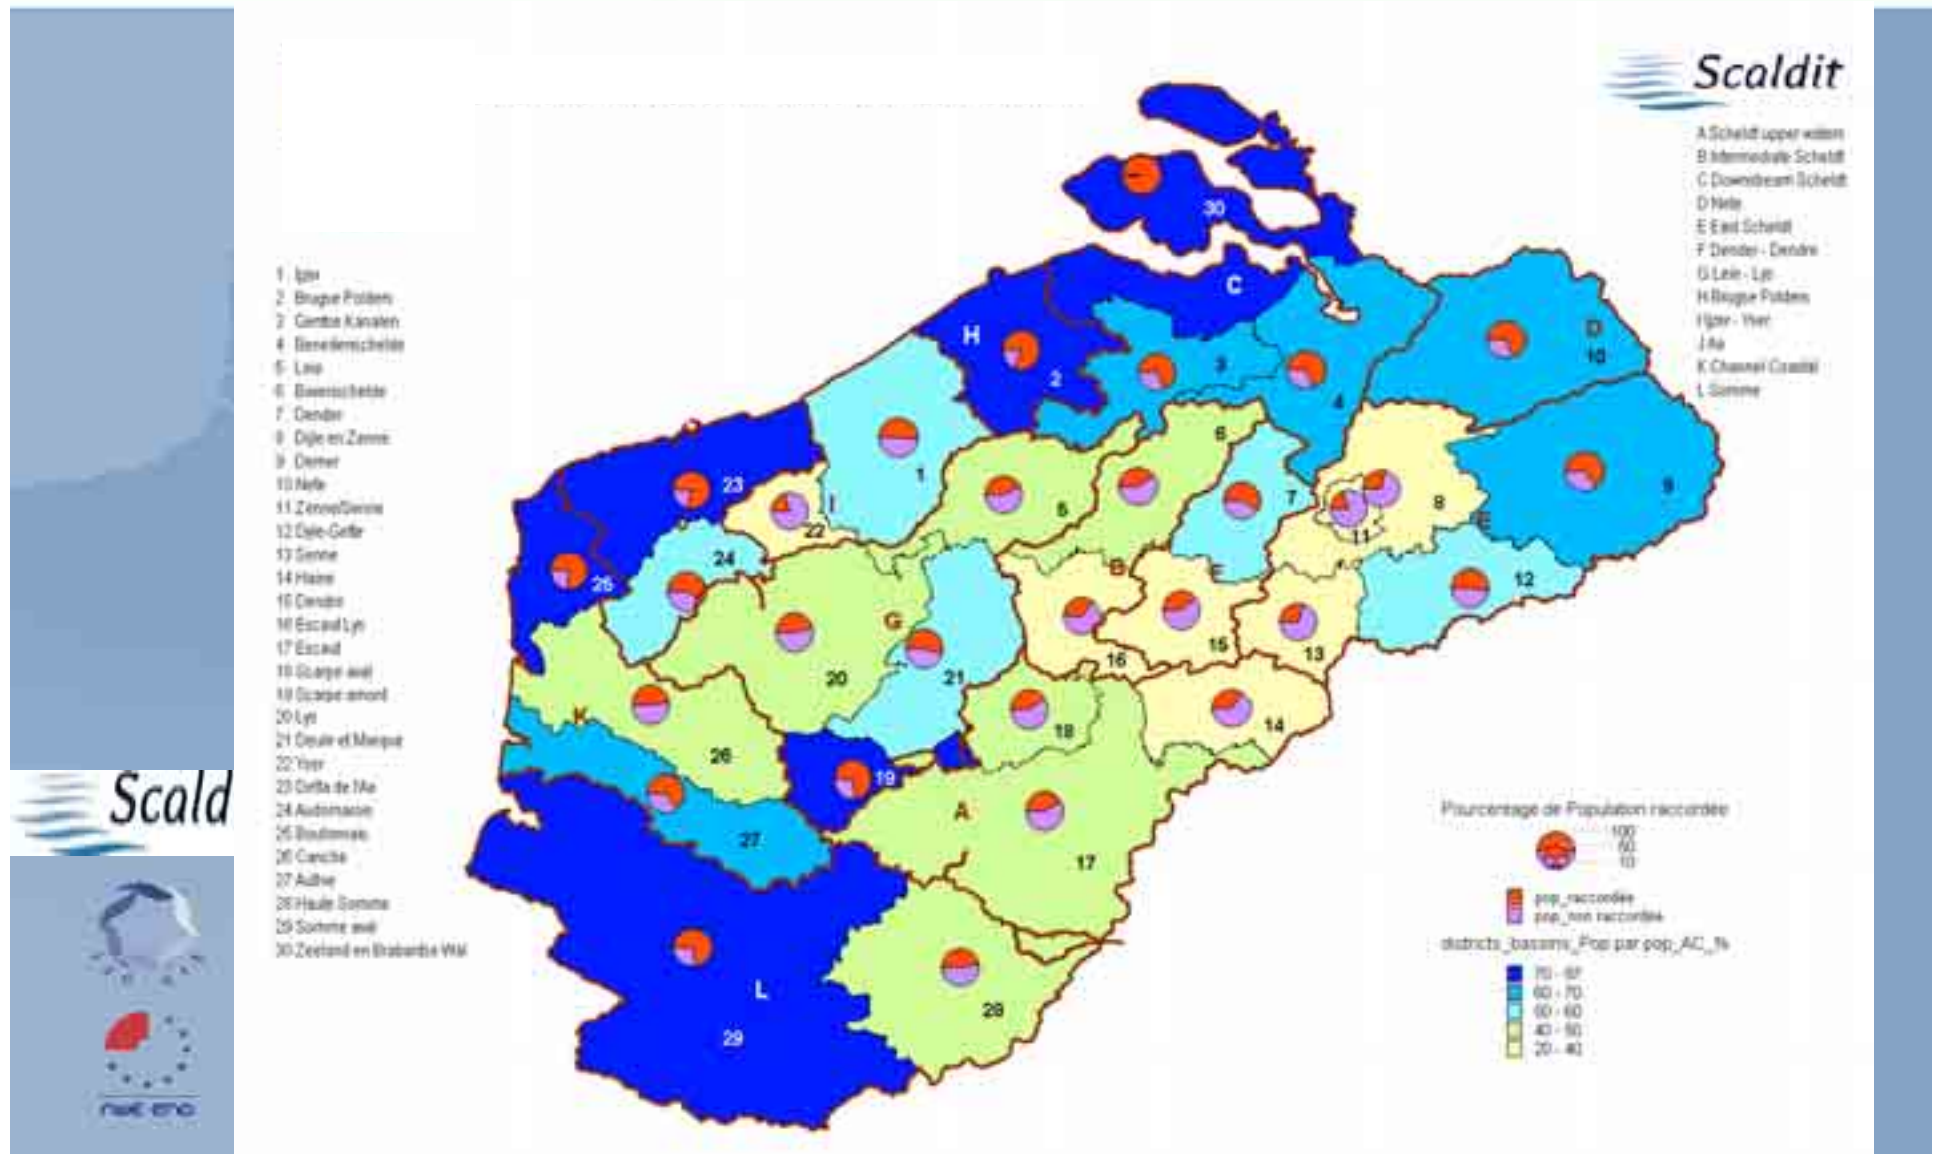 Scaldit
A Scheldt upper waters
B Intermediate Scheldt
C Downstream Scheldt
D Nete
E East Scheldt
F Dender - Dendre
G Leie - Lys
H Brugse Polders
I Ijzer - Yser
J Aa
K Channel Coastal
L Somme
1 Ijzer
2 Brugse Polders
3 Gentse Kanalen
4 Benedenschelde
5 Leie
6 Bovenschelde
7 Dender
8 Dijle en Zenne
9 Demer
10 Nete
11 Zenne/Senne
12 Dyle-Gette
13 Senne
14 Haine
15 Dendre
16 Escaut Lys
17 Escaut
18 Scarpe aval
19 Scarpe amont
20 Lys
21 Deule et Marque
22 Yser
23 Delta de l'Aa
24 Audomarois
25 Boulonnais
26 Canche
27 Authie
28 Haute Somme
29 Somme aval
30 Zeeland en Brabantse Wal
30
C
H
2
3
4
D
10
1
I
22
23
5
6
7
8
11
9
E
12
24
25
G
20
21
B
16
F
15
13
14
K
26
18
19
A
17
27
L
29
28
Scald
NWE ENO
Pourcentage de Population raccordée
100
50
10
pop_raccordée
pop_non raccordée
districts_bassins_Pop par pop_AC_%
60 - 70
40 - 50
20 - 40